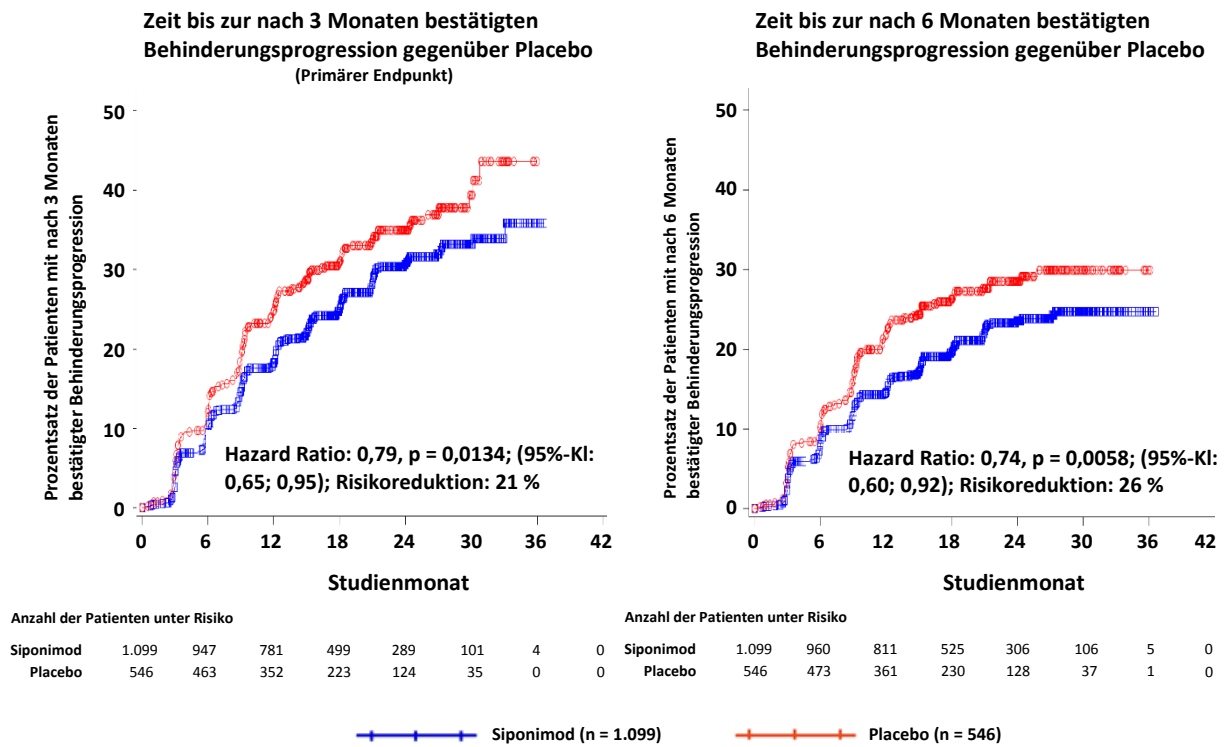 Zeit bis zur nach 3 Monaten bestätigten
Behinderungsprogression gegenüber Placebo
(Primärer Endpunkt)
Prozentsatz der Patienten mit nach 3 Monaten
bestätigter Behinderungsprogression
50
40
30
20
10
0
Hazard Ratio: 0,79, p = 0,0134; (95%-KI:
0,65; 0,95); Risikoreduktion: 21 %
0 6 12 18 24 30 36 42
Studienmonat
Anzahl der Patienten unter Risiko
Siponimod 1.099 947 781 499 289 101 4 0
Placebo 546 463 352 223 124 35 0 0
Zeit bis zur nach 6 Monaten bestätigten
Behinderungsprogression gegenüber Placebo
Prozentsatz der Patienten mit nach 6 Monaten
bestätigter Behinderungsprogression
50
40
30
20
10
0
Hazard Ratio: 0,74, p = 0,0058; (95%-KI:
0,60; 0,92); Risikoreduktion: 26 %
0 6 12 18 24 30 36 42
Studienmonat
Anzahl der Patienten unter Risiko
Siponimod 1.099 960 811 525 306 106 5 0
Placebo 546 473 361 230 128 37 1 0
Siponimod (n = 1.099) Placebo (n = 546)